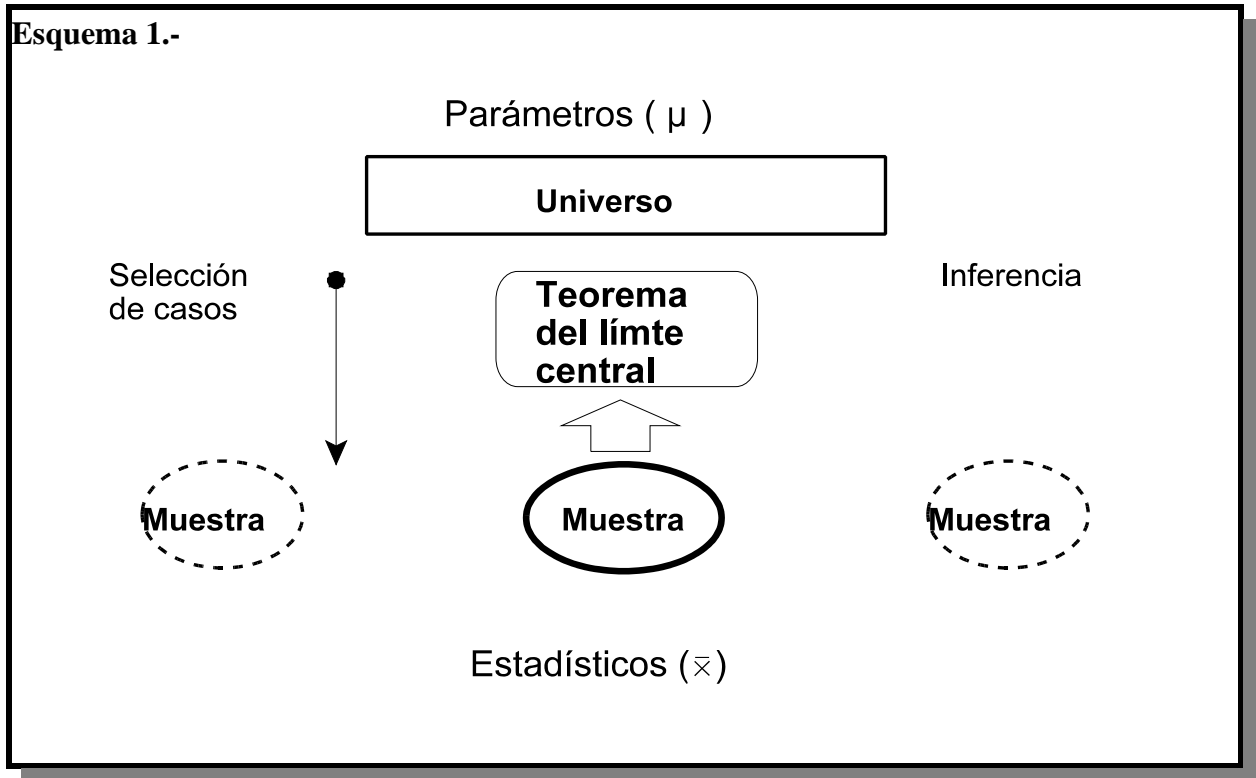 Esquema 1.-
Parámetros ( μ )
Universo
Selección
de casos
Teorema
del límte
central
Inferencia
Muestra
Muestra
Muestra
Estadísticos (x̄)